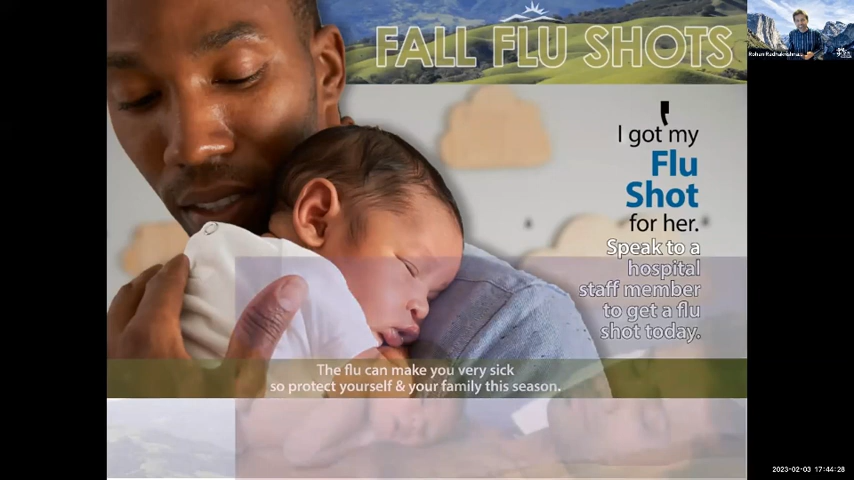 FALL FLU SHOTS
I got my
Flu
Shot
for her.
Speak to a
hospital
staff member
to get a flu
shot today.
The flu can make you very sick
so protect yourself & your family this season.
2023-02-03 17:44:28